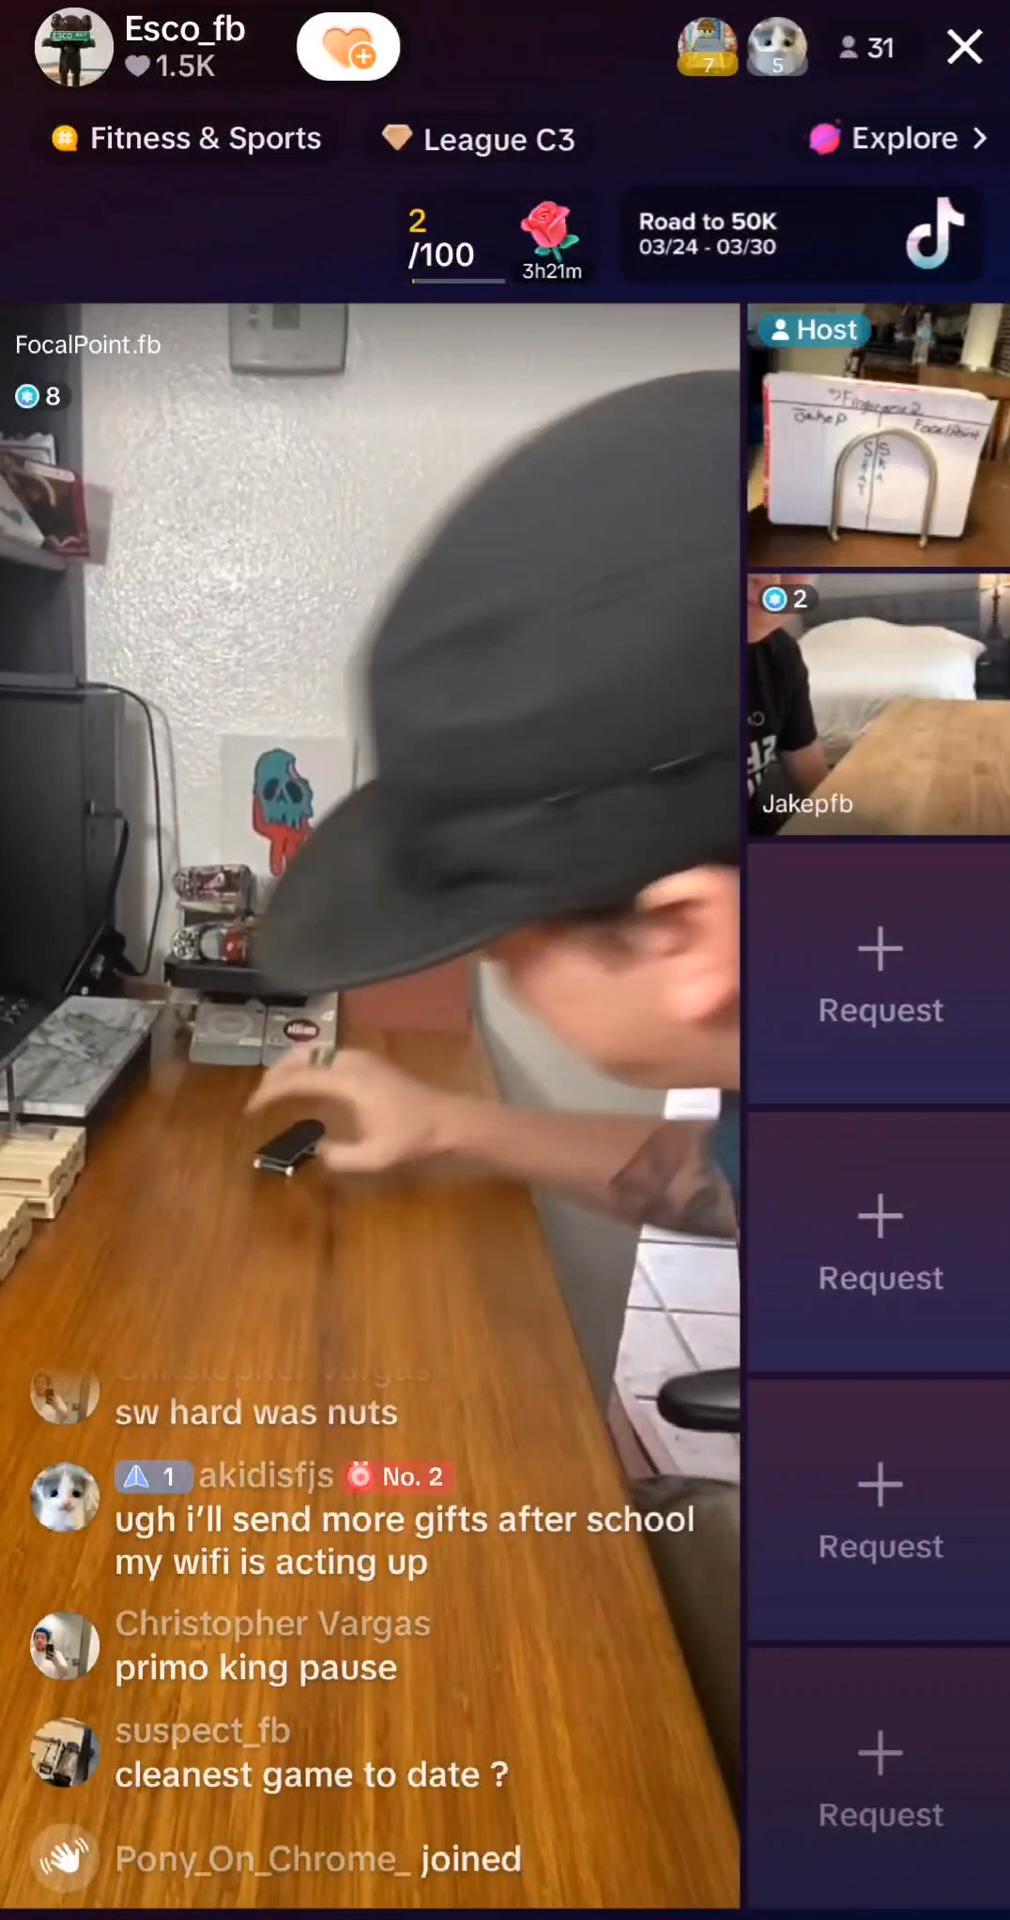 Esco_fb
1.5K
7
5
31
Fitness & Sports
League C3
Explore
2
/100
3h21m
Road to 50K
03/24 - 03/30
FocalPoint.fb
8
Host
JakeP
FocalPoint
2
Jakepfb
Request
Request
Request
Request
sw hard was nuts
1 akidisfjs No. 2
ugh i’ll send more gifts after school
my wifi is acting up
Christopher Vargas
primo king pause
suspect_fb
cleanest game to date ?
Pony_On_Chrome_ joined